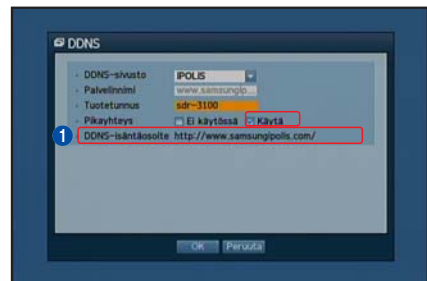 DDNS
DDNS-sivusto IPOLIS
Palvelinnimi www.samsungip...
Tuotetunnus sdr-3100
Pikayhteys Ei käytössä Käytä
1 DDNS-isäntäosoite http://www.samsungipolis.com/
OK Peruuta